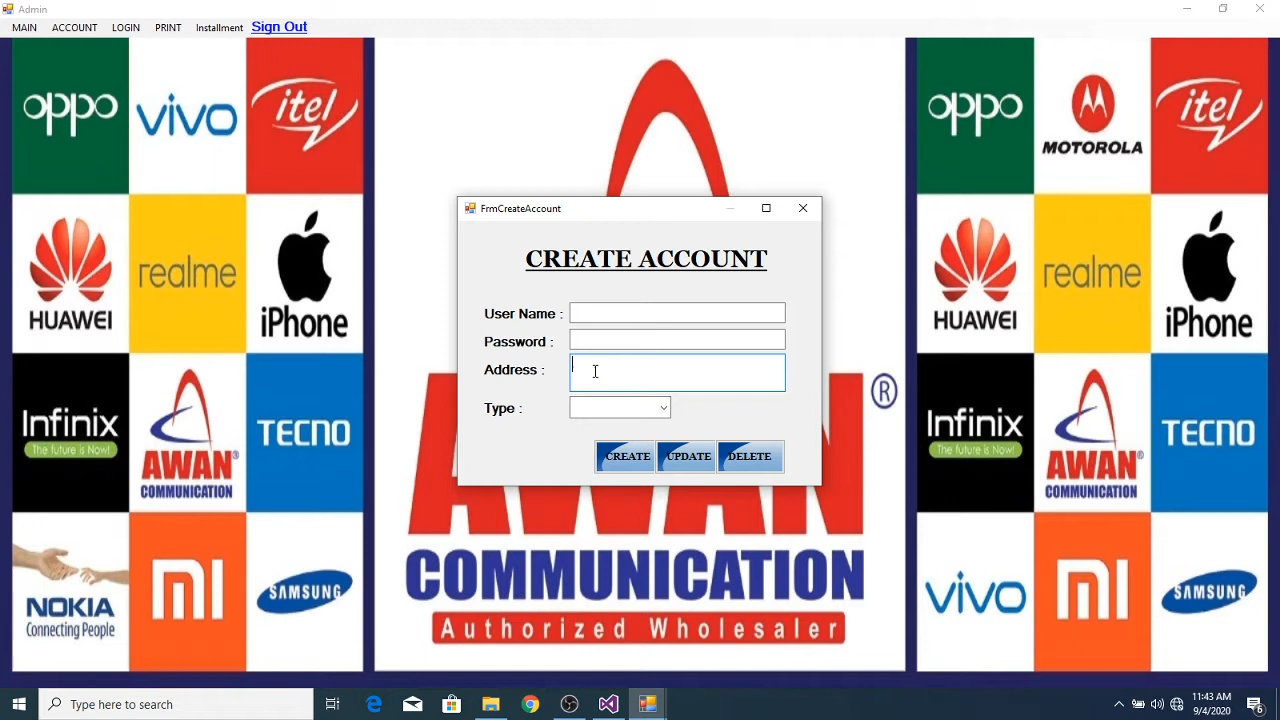 Admin
MAIN ACCOUNT LOGIN PRINT Installment Sign Out
oppo vivo itel
HUAWEI realme iPhone
Infinix
The future is Now!
AWAN
COMMUNICATION
TECNO
NOKIA
Connecting People
mi
SAMSUNG
oppo MOTOROLA itel
HUAWEI realme iPhone
Infinix
The future is Now!
AWAN
COMMUNICATION
TECNO
vivo mi SAMSUNG
FrmCreateAccount
CREATE ACCOUNT
User Name :
Password :
Address :
Type :
CREATE UPDATE DELETE
®
AWAN
COMMUNICATION
Authorized Wholesaler
Type here to search
11:43 AM
9/4/2020
6